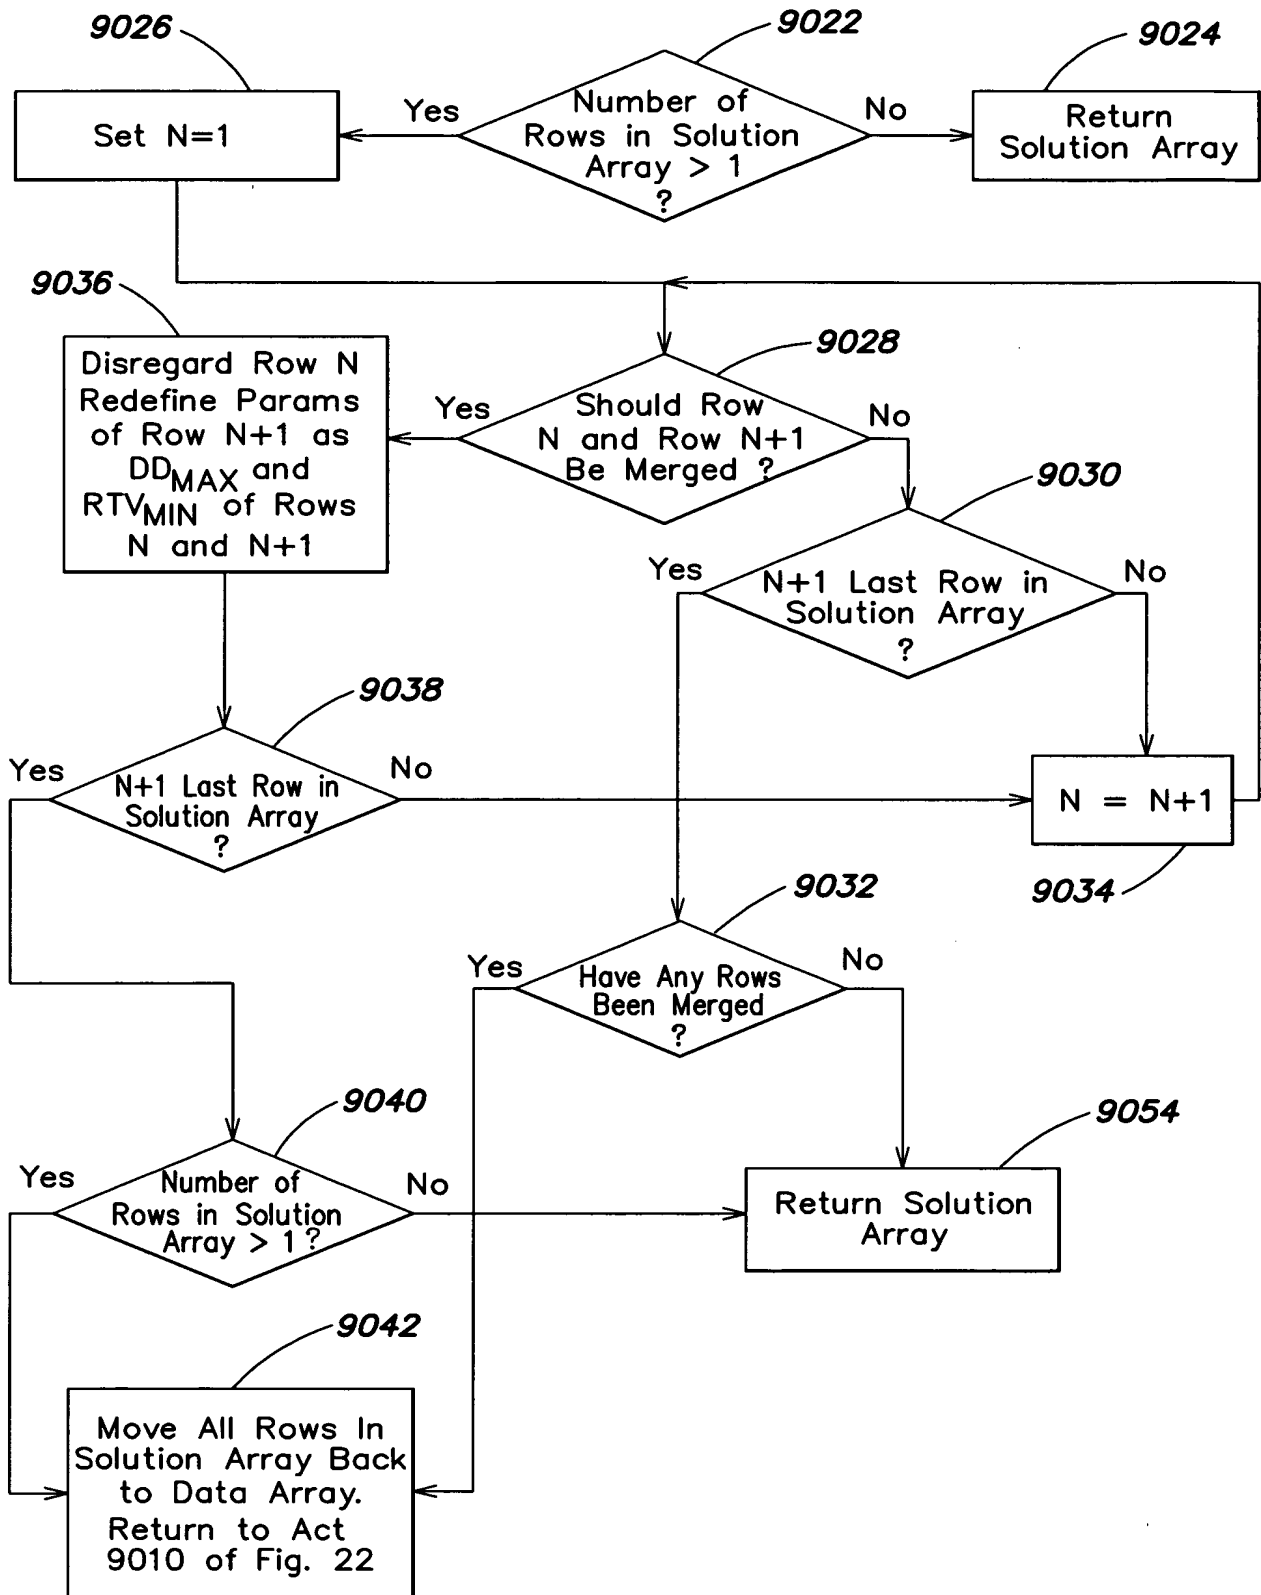 9026
9022
9024
Set N=1
Yes
Number of
Rows in Solution
Array > 1
?
No
Return
Solution Array
9036
9028
Disregard Row N
Redefine Params
of Row N+1 as
DDMAX and
RTVMIN of Rows
N and N+1
Yes
Should Row
N and Row N+1
Be Merged ?
No
9030
Yes
N+1 Last Row in
Solution Array
?
No
9038
Yes
N+1 Last Row in
Solution Array
?
No
N = N+1
9034
9032
Yes
Have Any Rows
Been Merged
?
No
9040
9054
Yes
Number of
Rows in Solution
Array > 1 ?
No
Return Solution
Array
9042
Move All Rows In
Solution Array Back
to Data Array.
Return to Act
9010 of Fig. 22